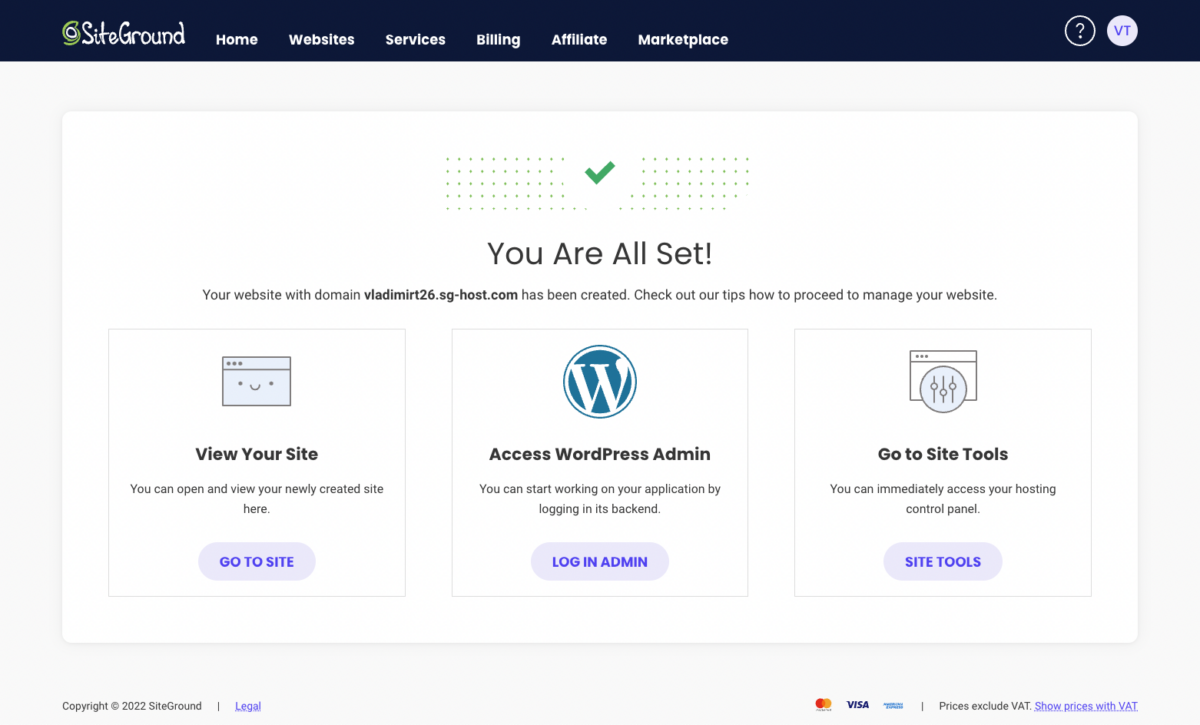 SiteGround Home Websites Services Billing Affiliate Marketplace ? VT
You Are All Set!
Your website with domain vladimirt26.sg-host.com has been created. Check out our tips how to proceed to manage your website.
View Your Site
You can open and view your newly created site
here.
GO TO SITE
Access WordPress Admin
You can start working on your application by
logging in its backend.
LOG IN ADMIN
Go to Site Tools
You can immediately access your hosting
control panel.
SITE TOOLS
Copyright © 2022 SiteGround | Legal
VISA | Prices exclude VAT. Show prices with VAT